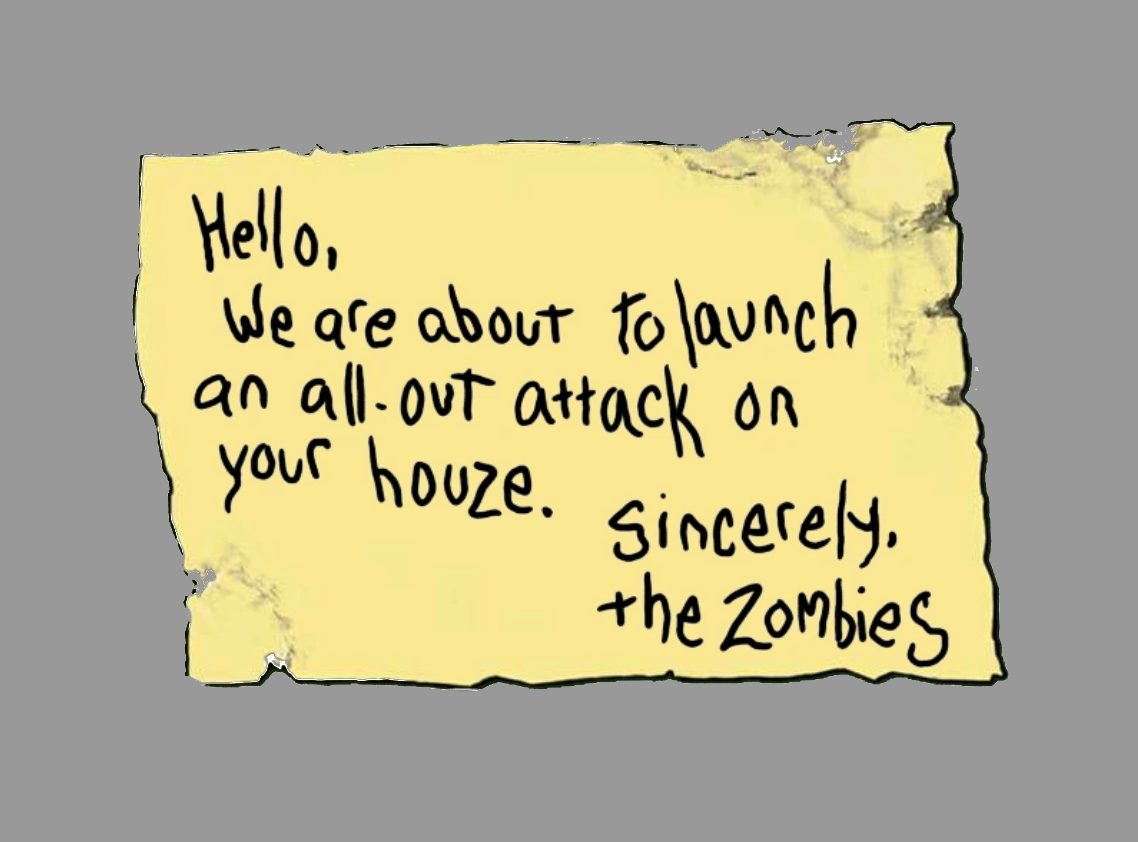 Hello,
We are about to launch
an all-out attack on
your houze.
Sincerely,
the Zombies